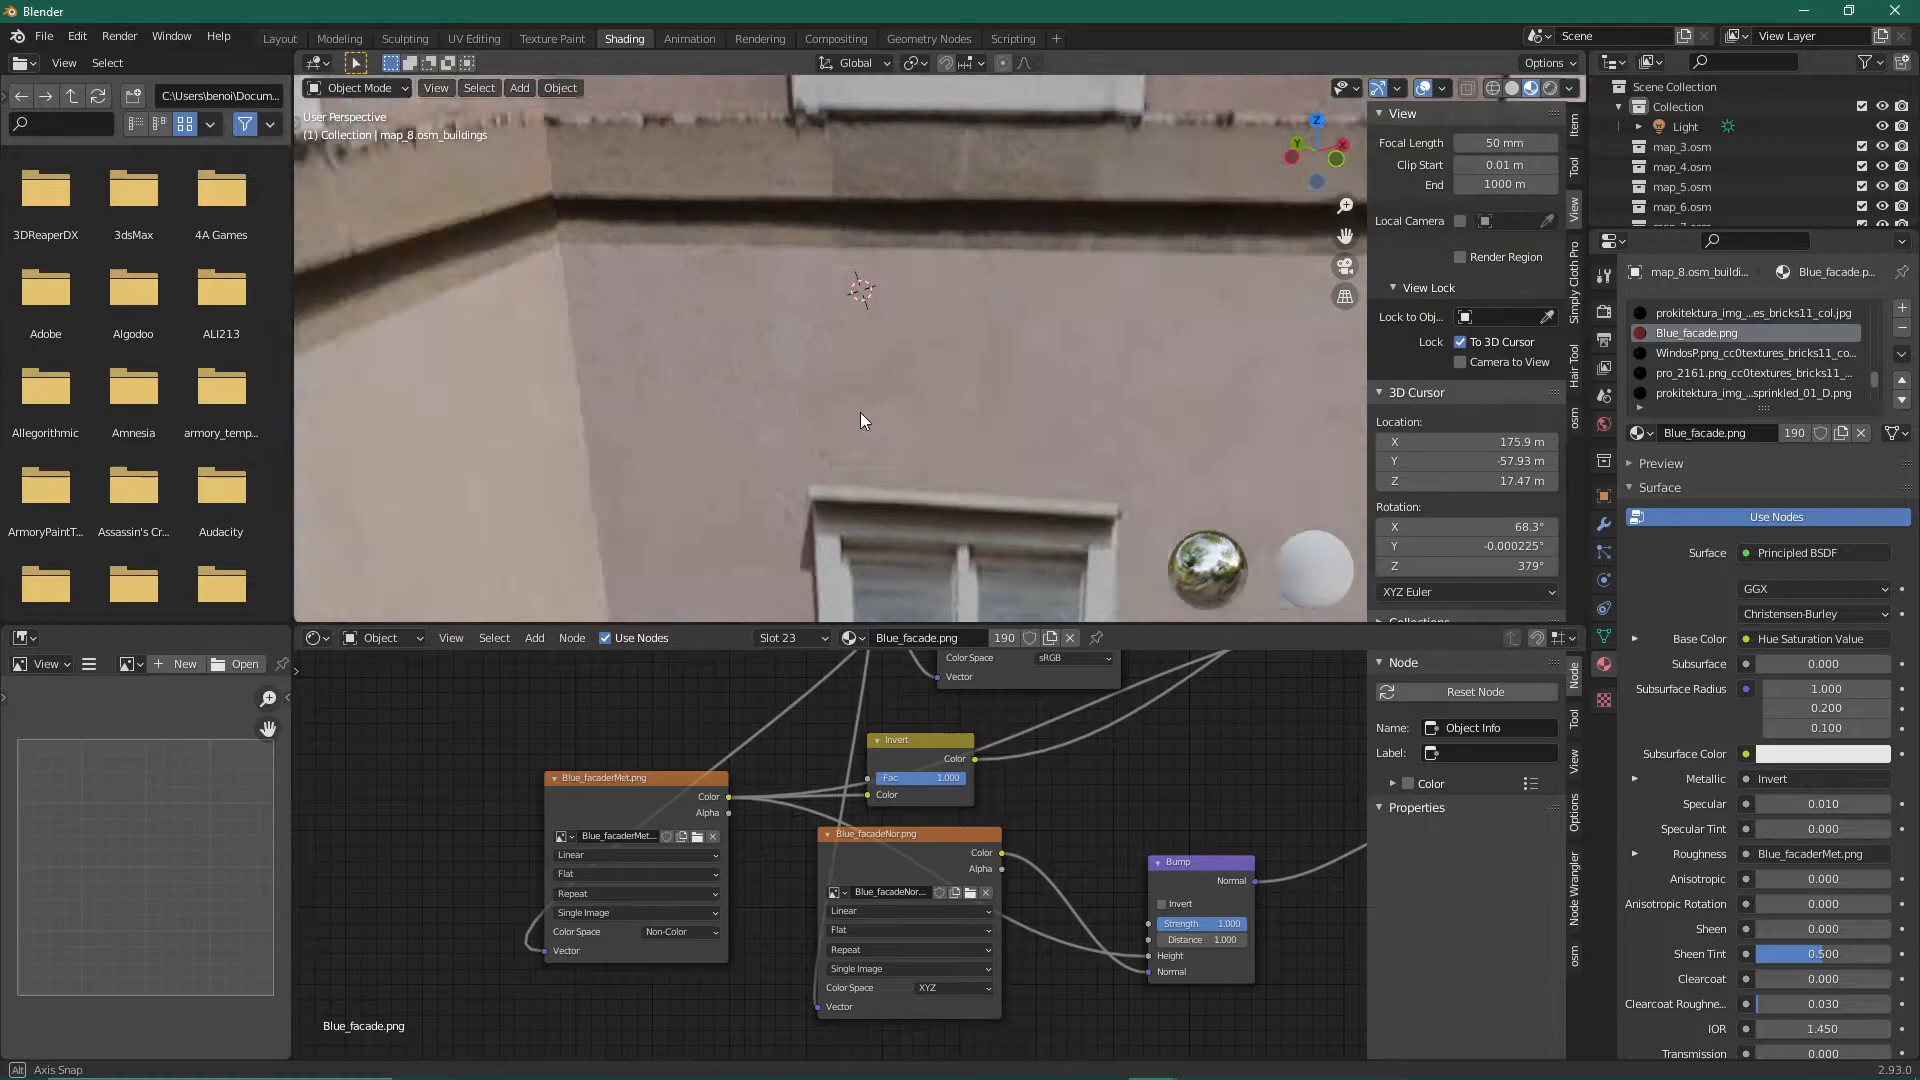 Blender
File Edit Render Window Help
Layout Modeling Sculpting UV Editing Texture Paint Shading Animation Rendering Compositing Geometry Nodes Scripting +
Scene
View Layer
View Select
Global
Options
C:\Users\benoi\Docum...
Object Mode View Select Add Object
User Perspective
(1) Collection | map_8.osm_buildings
3DReaperDX 3dsMax 4A Games
Adobe Algodoo ALI213
Allegorithmic Amnesia armory_temp...
ArmoryPaintT... Assassin's Cr... Audacity
Z
Y
X
View
Focal Length 50 mm
Clip Start 0.01 m
End 1000 m
Local Camera
Render Region
View Lock
Lock to Obj...
Lock To 3D Cursor
Camera to View
3D Cursor
Location:
X 175.9 m
Y -57.93 m
Z 17.47 m
Rotation:
X 68.3°
Y -0.000225°
Z 379°
XYZ Euler
Item
Tool
View
Simply Cloth Pro
Hair Tool
osm
Scene Collection
Collection
Light
map_3.osm
map_4.osm
map_5.osm
map_6.osm
map_8.osm_buildi... Blue_facade.p...
prokitektura_img_...es_bricks11_col.jpg
Blue_facade.png
WindosP.png_cc0textures_bricks11_co...
pro_2161.png_cc0textures_bricks11_...
prokitektura_img_...sprinkled_01_D.png
Blue_facade.png 190
Preview
Surface
Use Nodes
Surface Principled BSDF
GGX
Christensen-Burley
Base Color Hue Saturation Value
Subsurface 0.000
Subsurface Radius 1.000
0.200
0.100
Subsurface Color
Metallic Invert
Specular 0.010
Specular Tint 0.000
Roughness Blue_facaderMet.png
Anisotropic 0.000
Anisotropic Rotation 0.000
Sheen 0.000
Sheen Tint 0.500
Clearcoat 0.000
Clearcoat Roughne... 0.030
IOR 1.450
Transmission 0.000
View New Open
Object View Select Add Node Use Nodes Slot 23 Blue_facade.png 190
Color Space sRGB
Vector
Invert
Color
Fac 1.000
Color
Blue_facaderMet.png
Color
Alpha
Blue_facaderMet...
Linear
Flat
Repeat
Single Image
Color Space Non-Color
Vector
Blue_facadeNor.png
Color
Alpha
Blue_facadeNor...
Linear
Flat
Repeat
Single Image
Color Space XYZ
Vector
Bump
Normal
Invert
Strength 1.000
Distance 1.000
Height
Normal
Blue_facade.png
Node
Reset Node
Name: Object Info
Label:
Color
Properties
Node
Tool
View
Options
Node Wrangler
osm
Alt Axis Snap
2.93.0